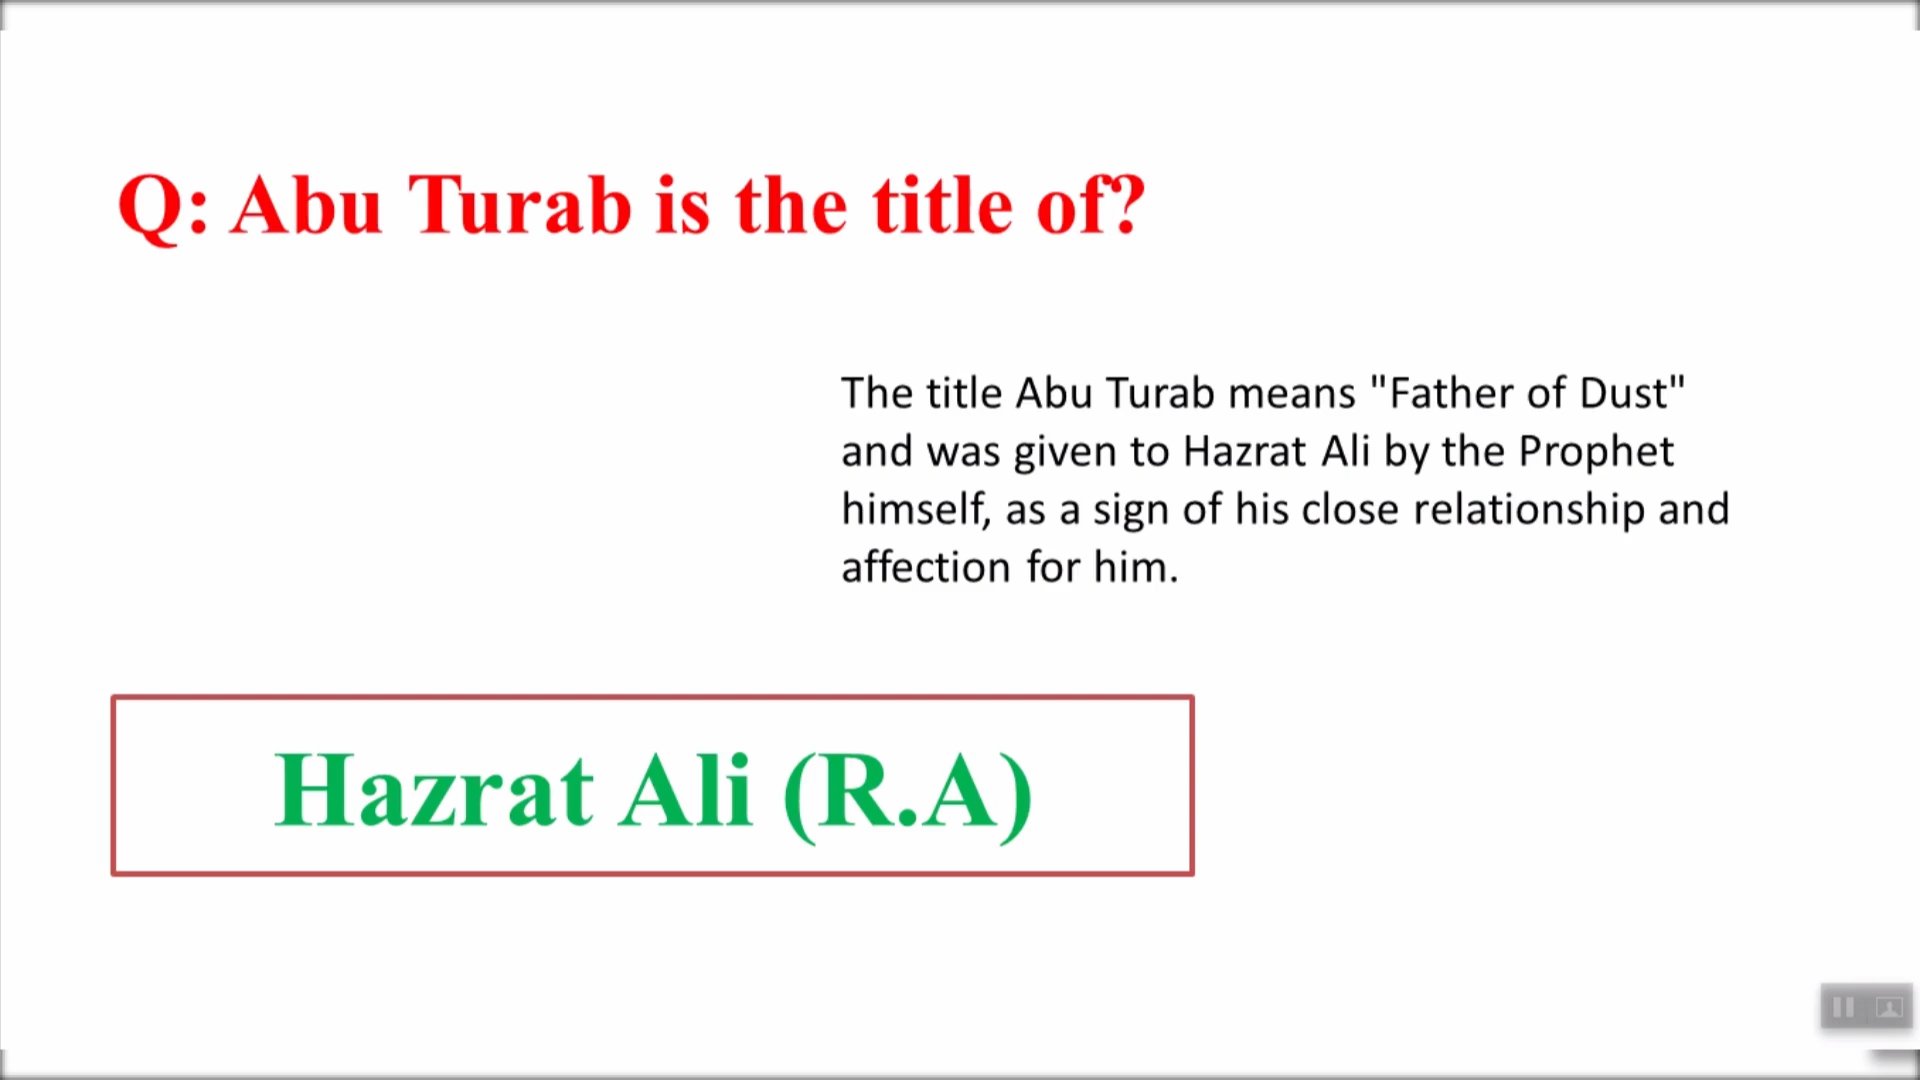 Q: Abu Turab is the title of?
The title Abu Turab means "Father of Dust"
and was given to Hazrat Ali by the Prophet
himself, as a sign of his close relationship and
affection for him.
Hazrat Ali (R.A)